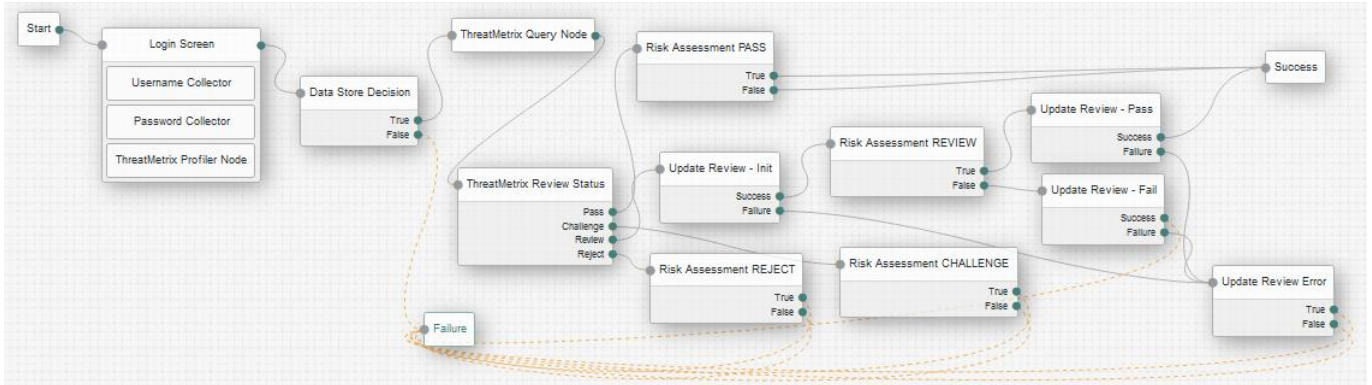 Start
Login Screen
Username Collector
Password Collector
ThreatMetrix Profiler Node
Data Store Decision
True
False
ThreatMetrix Query Node
ThreatMetrix Review Status
Pass
Challenge
Review
Reject
Failure
Risk Assessment PASS
True
False
Update Review - Init
Success
Failure
Risk Assessment REJECT
True
False
Risk Assessment REVIEW
True
False
Risk Assessment CHALLENGE
True
False
Update Review - Pass
Success
Failure
Update Review - Fail
Success
Failure
Success
Update Review Error
True
False